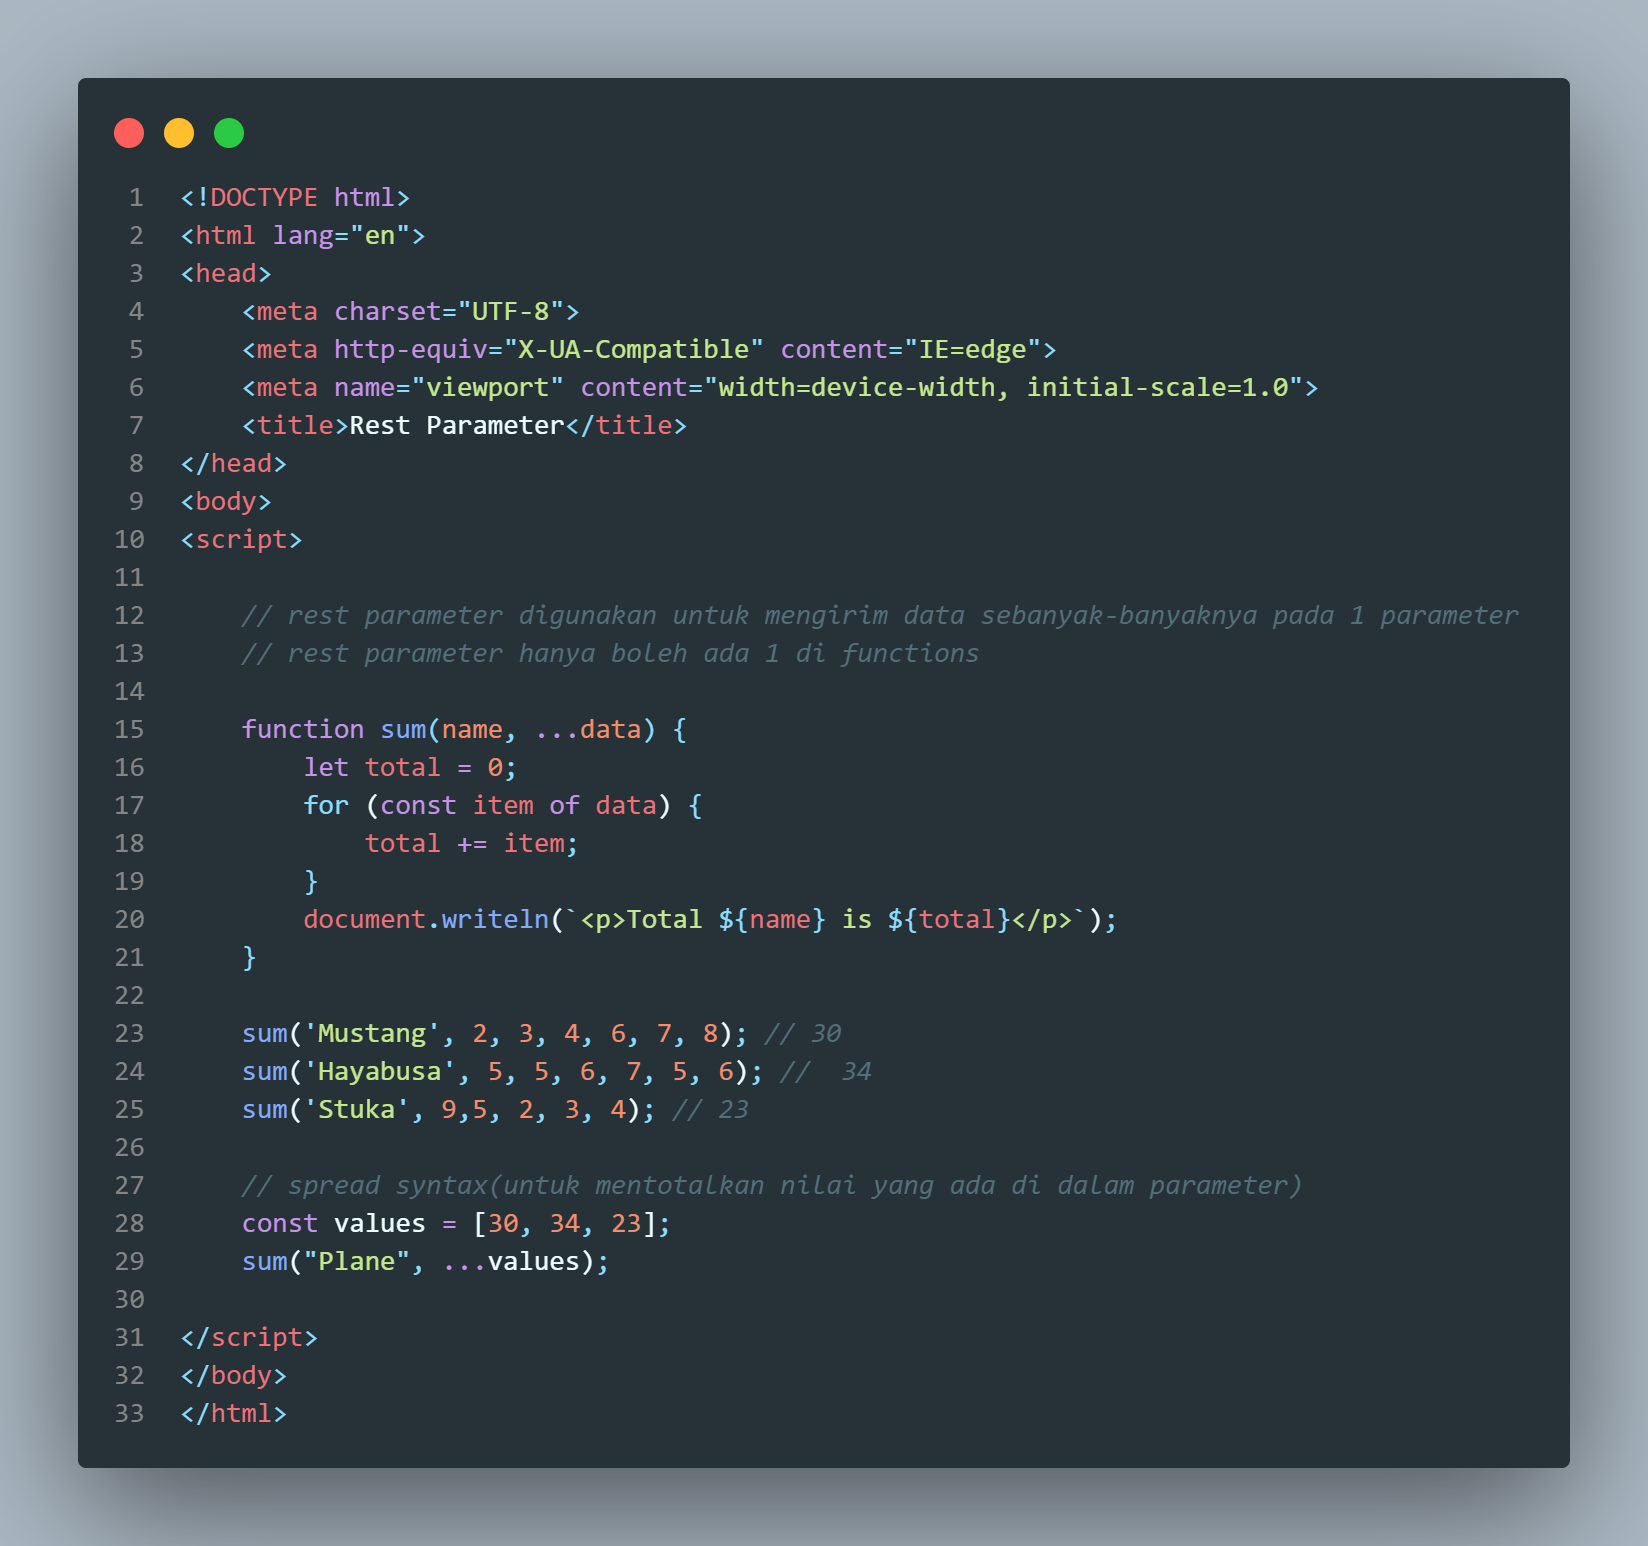 1 <!DOCTYPE html>
2 <html lang="en">
3 <head>
4     <meta charset="UTF-8">
5     <meta http-equiv="X-UA-Compatible" content="IE=edge">
6     <meta name="viewport" content="width=device-width, initial-scale=1.0">
7     <title>Rest Parameter</title>
8 </head>
9 <body>
10 <script>
11
12     // rest parameter digunakan untuk mengirim data sebanyak-banyaknya pada 1 parameter
13     // rest parameter hanya boleh ada 1 di functions
14
15     function sum(name, ...data) {
16         let total = 0;
17         for (const item of data) {
18             total += item;
19         }
20         document.writeln(`<p>Total ${name} is ${total}</p>`);
21     }
22
23     sum('Mustang', 2, 3, 4, 6, 7, 8); // 30
24     sum('Hayabusa', 5, 5, 6, 7, 5, 6); //  34
25     sum('Stuka', 9,5, 2, 3, 4); // 23
26
27     // spread syntax(untuk mentotalkan nilai yang ada di dalam parameter)
28     const values = [30, 34, 23];
29     sum("Plane", ...values);
30
31 </script>
32 </body>
33 </html>